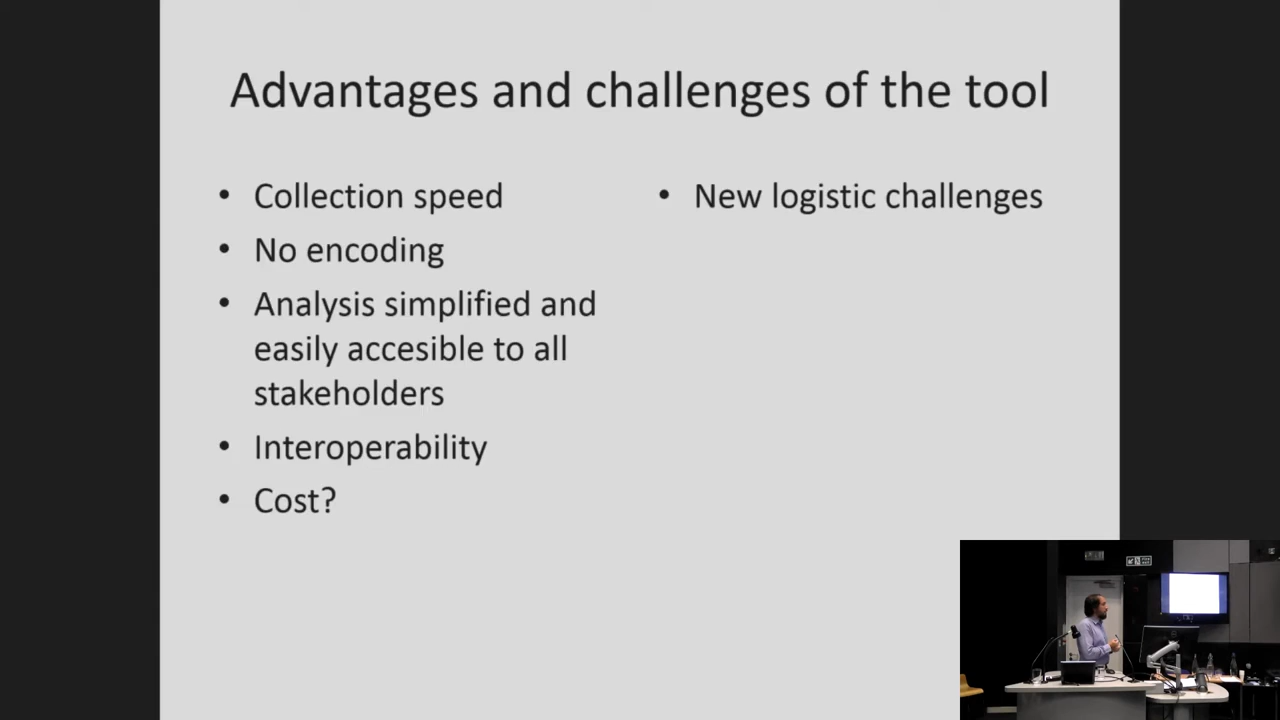 Advantages and challenges of the tool
• Collection speed
• No encoding
• Analysis simplified and
easily accesible to all
stakeholders
• Interoperability
• Cost?
• New logistic challenges